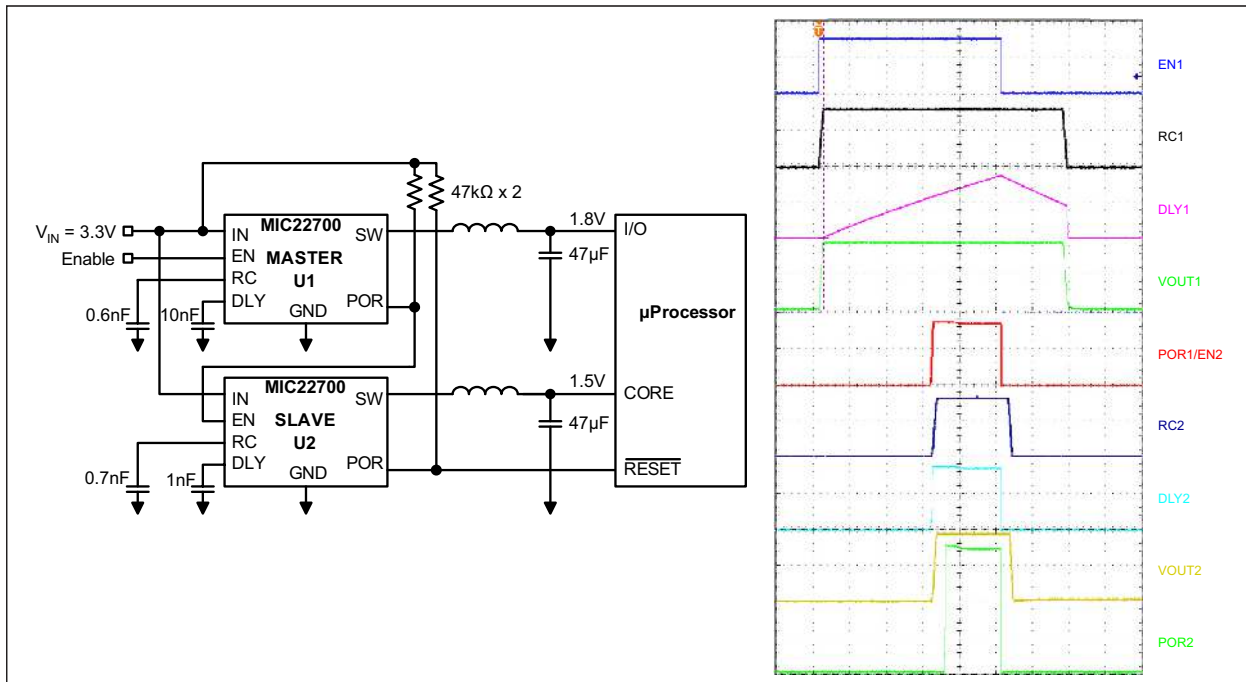 47kΩ x 2
V_IN = 3.3V
Enable
MIC22700
IN
SW
EN
MASTER
RC
U1
DLY
POR
GND
0.6nF
10nF
1.8V
I/O
47µF
µProcessor
MIC22700
IN
SW
EN
SLAVE
RC
U2
DLY
POR
GND
0.7nF
1nF
1.5V
CORE
47µF
RESET
EN1
RC1
DLY1
VOUT1
POR1/EN2
RC2
DLY2
VOUT2
POR2